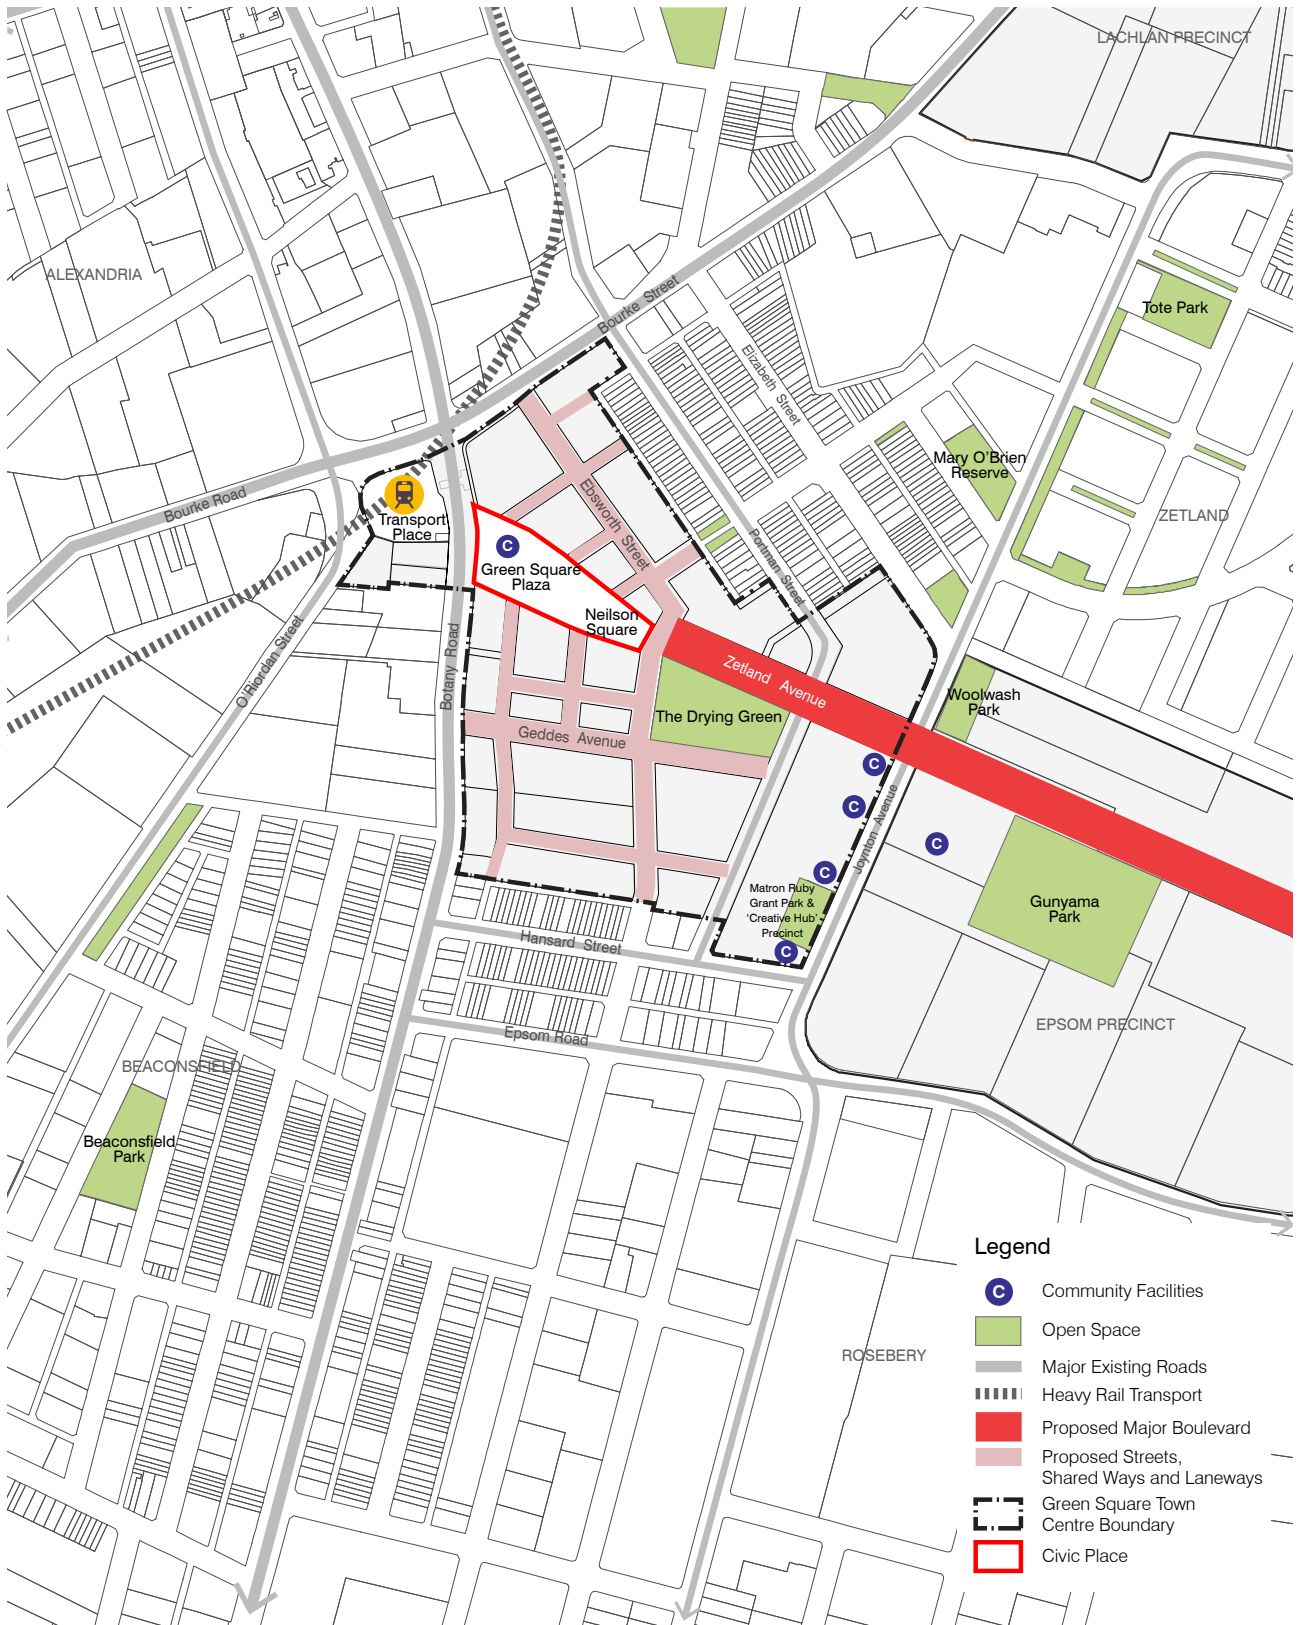 LACHLAN PRECINCT
ALEXANDRIA
Bourke Street
Tote Park
Elizabeth Street
Mary O'Brien
Reserve
Bourke Road
Transport
Place
Ebsworth Street
ZETLAND
Portman Street
C
Green Square
Plaza
Neilson
Square
O'Riordan Street
Botany Road
Zetland Avenue
Woolwash
Park
The Drying Green
Geddes Avenue
C
C
Joynton Avenue
C
C
Matron Ruby
Grant Park &
'Creative Hub'
Precinct
C
Gunyama
Park
Hansard Street
Epsom Road
EPSOM PRECINCT
BEACONSFIELD
Beaconsfield
Park
ROSEBERY
Legend
C Community Facilities
Open Space
Major Existing Roads
Heavy Rail Transport
Proposed Major Boulevard
Proposed Streets,
Shared Ways and Laneways
Green Square Town
Centre Boundary
Civic Place